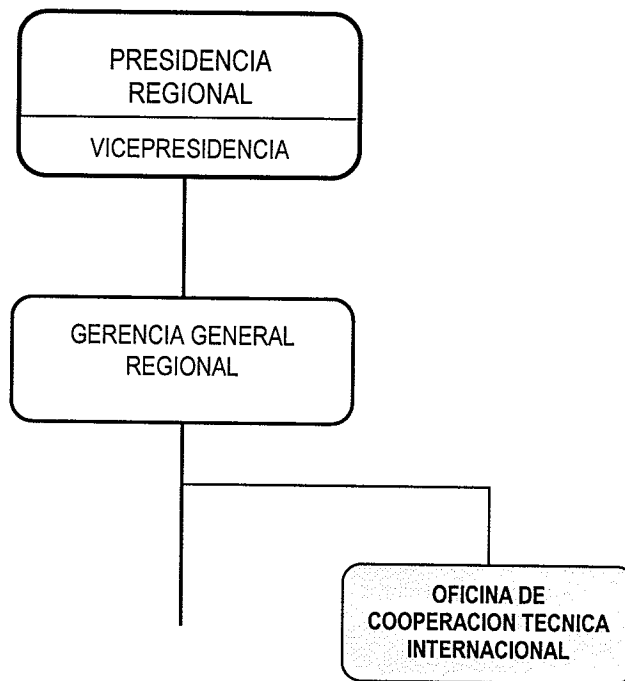 PRESIDENCIA
REGIONAL
VICEPRESIDENCIA
GERENCIA GENERAL
REGIONAL
OFICINA DE
COOPERACION TECNICA
INTERNACIONAL